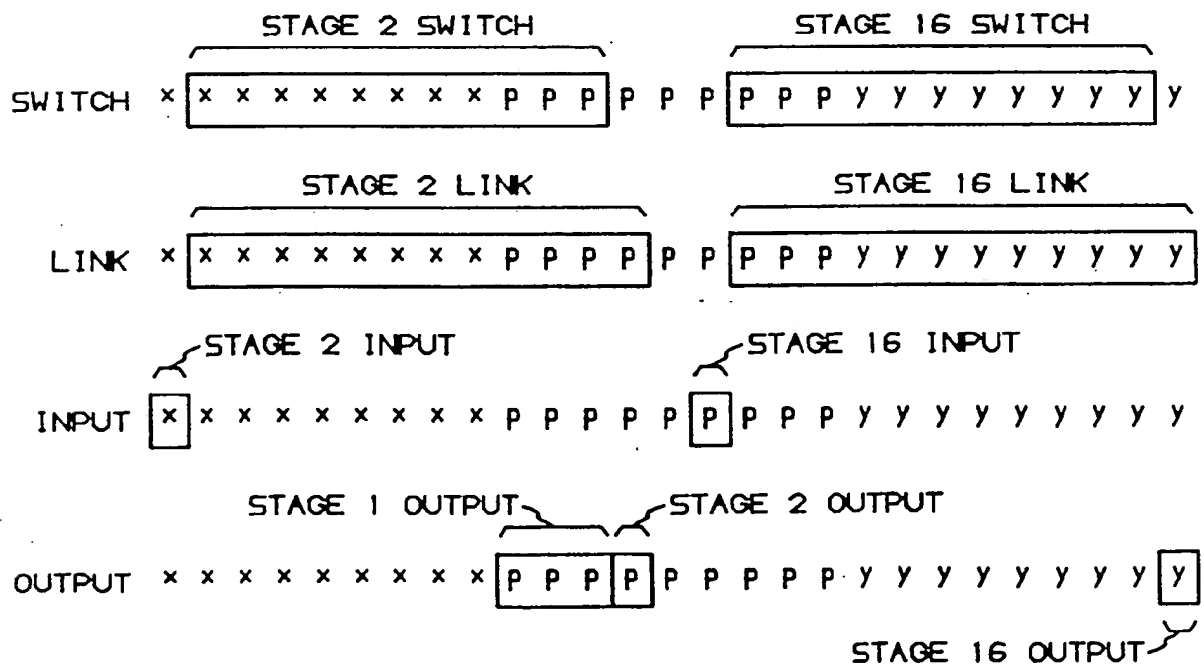 STAGE 2 SWITCH STAGE 16 SWITCH
SWITCH x x x x x x x x x p p p p p p p p p y y y y y y y y y
STAGE 2 LINK STAGE 16 LINK
LINK x x x x x x x x x p p p p p p p p p y y y y y y y y y
STAGE 2 INPUT STAGE 16 INPUT
INPUT x x x x x x x x x p p p p p p p p p y y y y y y y y y
STAGE 1 OUTPUT STAGE 2 OUTPUT
OUTPUT x x x x x x x x x p p p p p p p p p y y y y y y y y y
STAGE 16 OUTPUT